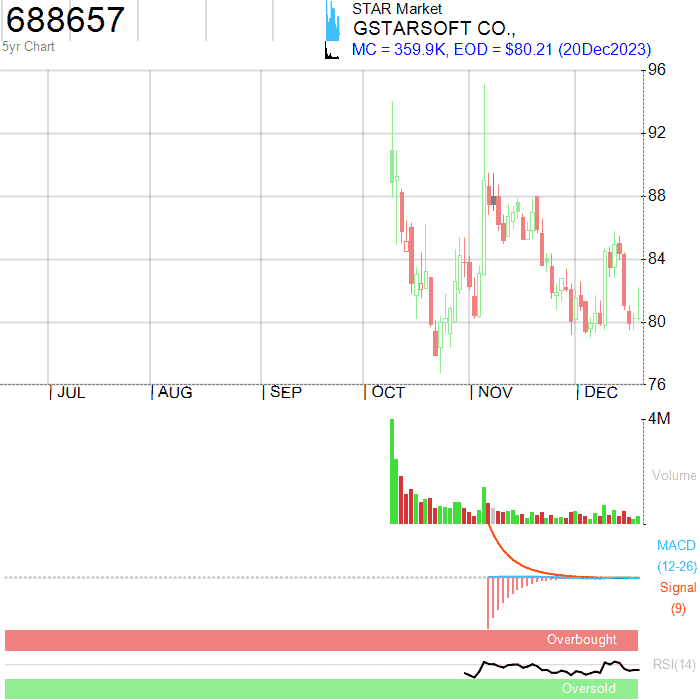 688657
5yr Chart
STAR Market
GSTARSOFT CO.,
MC = 359.9K, EOD = $80.21 (20Dec2023)
96
92
88
84
80
76
JUL AUG SEP OCT NOV DEC
4M
Volume
MACD
(12-26)
Signal
(9)
Overbought
RSI(14)
Oversold